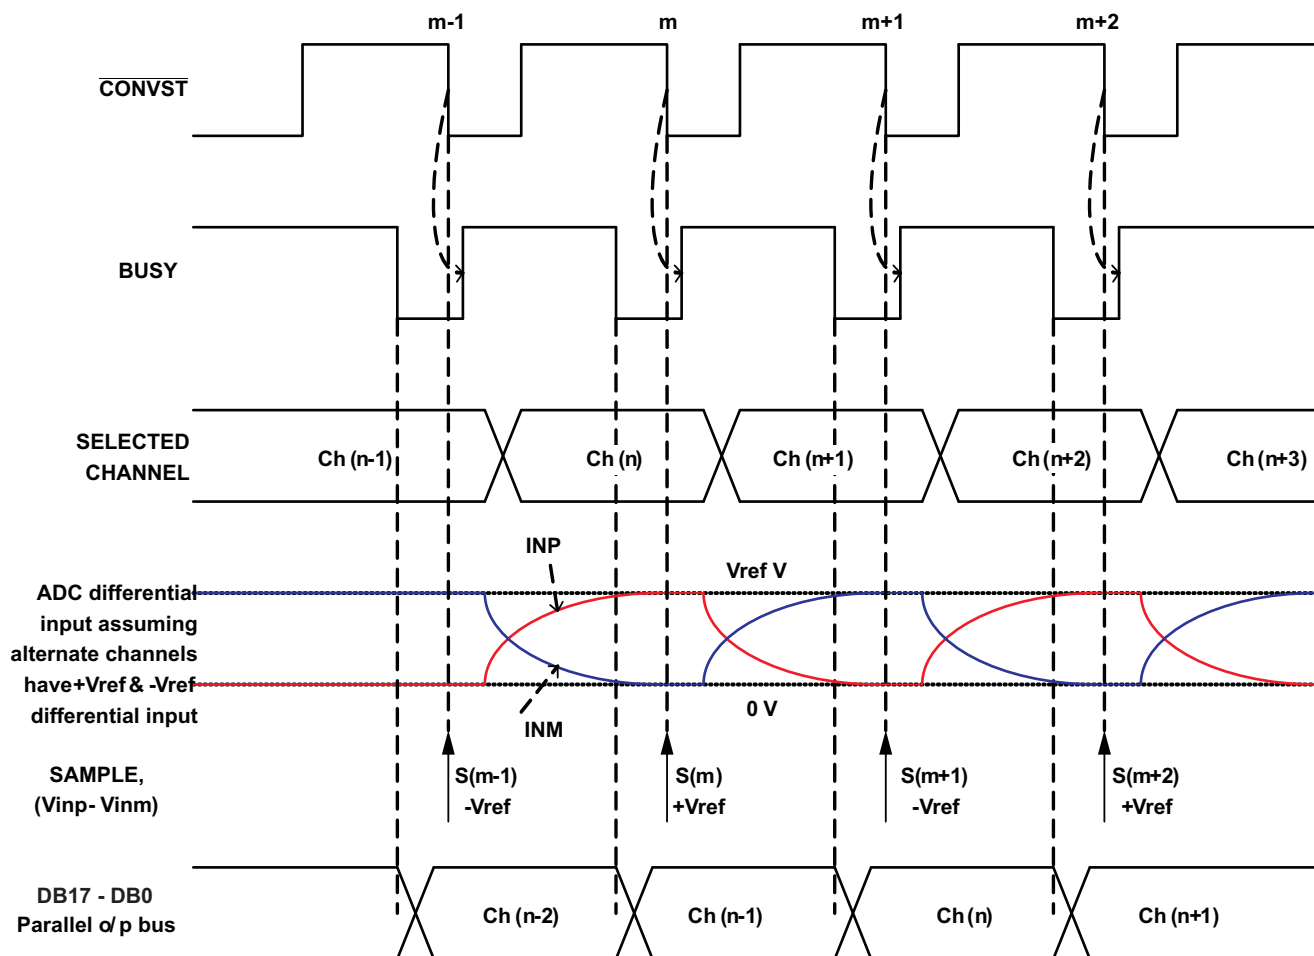 m-1
m
m+1
m+2
CONVST
BUSY
SELECTED
CHANNEL
Ch (n-1)
Ch (n)
Ch (n+1)
Ch (n+2)
Ch (n+3)
INP
Vref V
ADC differential
input assuming
alternate channels
have+Vref & -Vref
differential input
INM
0 V
SAMPLE,
(Vinp- Vinm)
S(m-1)
-Vref
S(m)
+Vref
S(m+1)
-Vref
S(m+2)
+Vref
DB17 - DB0
Parallel o/p bus
Ch (n-2)
Ch (n-1)
Ch (n)
Ch (n+1)